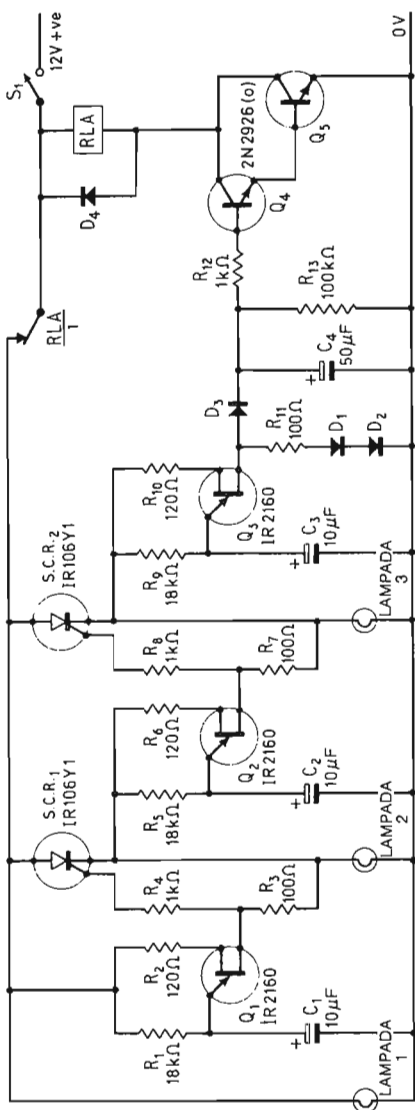 S.C.R.1
IR106Y1
S.C.R.2
IR106Y1
RLA
1
S₁
12V +ve
D₄
RLA
R₁
18kΩ
R₂
120Ω
Q₁
IR2160
C₁
10µF
+
LAMPADA
1
R₄
1kΩ
R₃
100Ω
R₅
18kΩ
R₆
120Ω
Q₂
IR2160
C₂
10µF
+
LAMPADA
2
R₈
1kΩ
R₇
100Ω
R₉
18kΩ
R₁₀
120Ω
Q₃
IR2160
C₃
10µF
+
LAMPADA
3
D₃
R₁₁
100Ω
D₁
D₂
C₄
50µF
+
R₁₂
1kΩ
R₁₃
100kΩ
Q₄
2N2926(o)
Q₅
0V